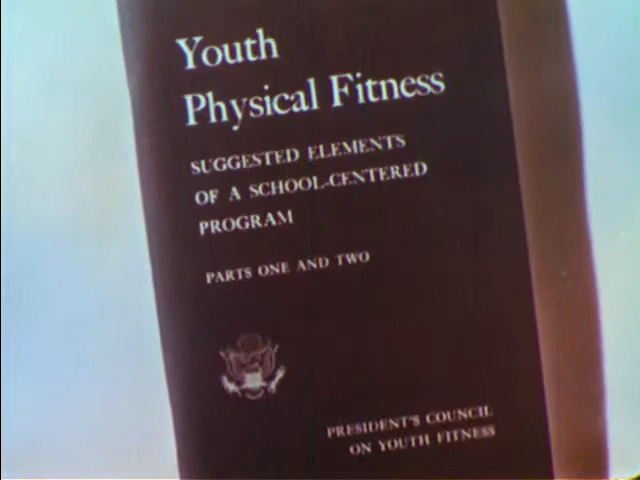 Youth
Physical Fitness
SUGGESTED ELEMENTS
OF A SCHOOL-CENTERED
PROGRAM
PARTS ONE AND TWO
PRESIDENT'S COUNCIL
ON YOUTH FITNESS